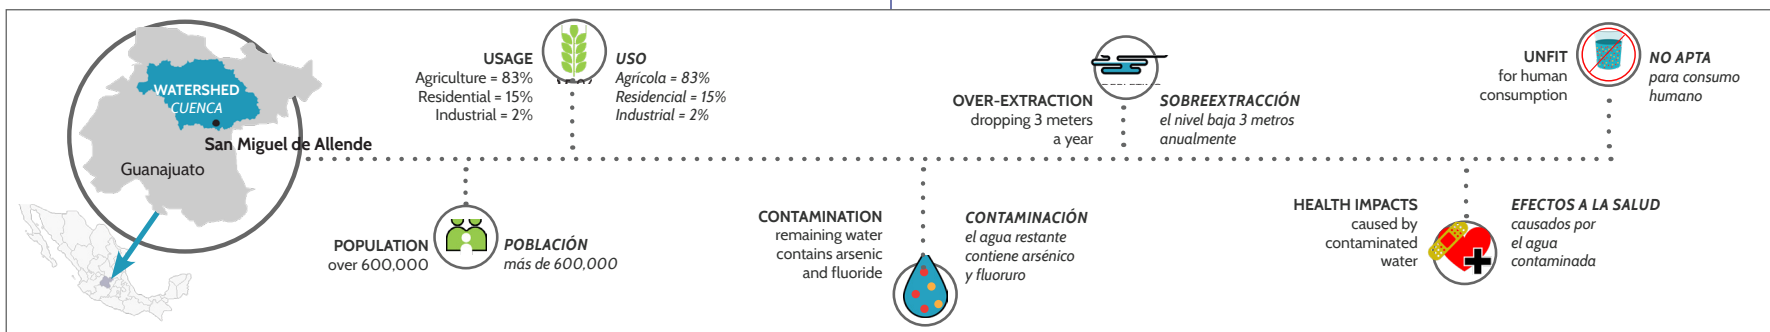 WATERSHED
CUENCA
San Miguel de Allende
Guanajuato
POPULATION
over 600,000
POBLACIÓN
más de 600,000
USAGE
Agriculture = 83%
Residential = 15%
Industrial = 2%
USO
Agrícola = 83%
Residencial = 15%
Industrial = 2%
CONTAMINATION
remaining water
contains arsenic
and fluoride
CONTAMINACIÓN
el agua restante
contiene arsénico
y fluoruro
OVER-EXTRACTION
dropping 3 meters
a year
SOBREEXTRACCIÓN
el nivel baja 3 metros
anualmente
HEALTH IMPACTS
caused by
contaminated
water
EFECTOS A LA SALUD
causados por
el agua
contaminada
UNFIT
for human
consumption
NO APTA
para consumo
humano